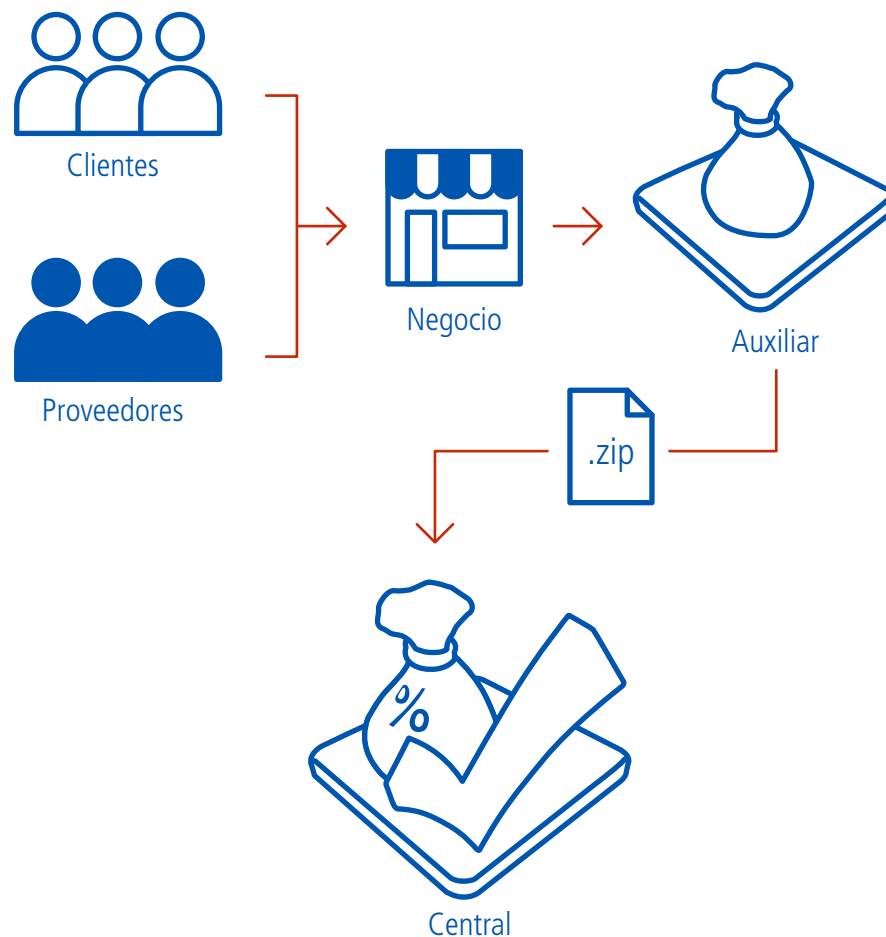 Clientes
Proveedores
Negocio
Auxiliar
.zip
%
Central